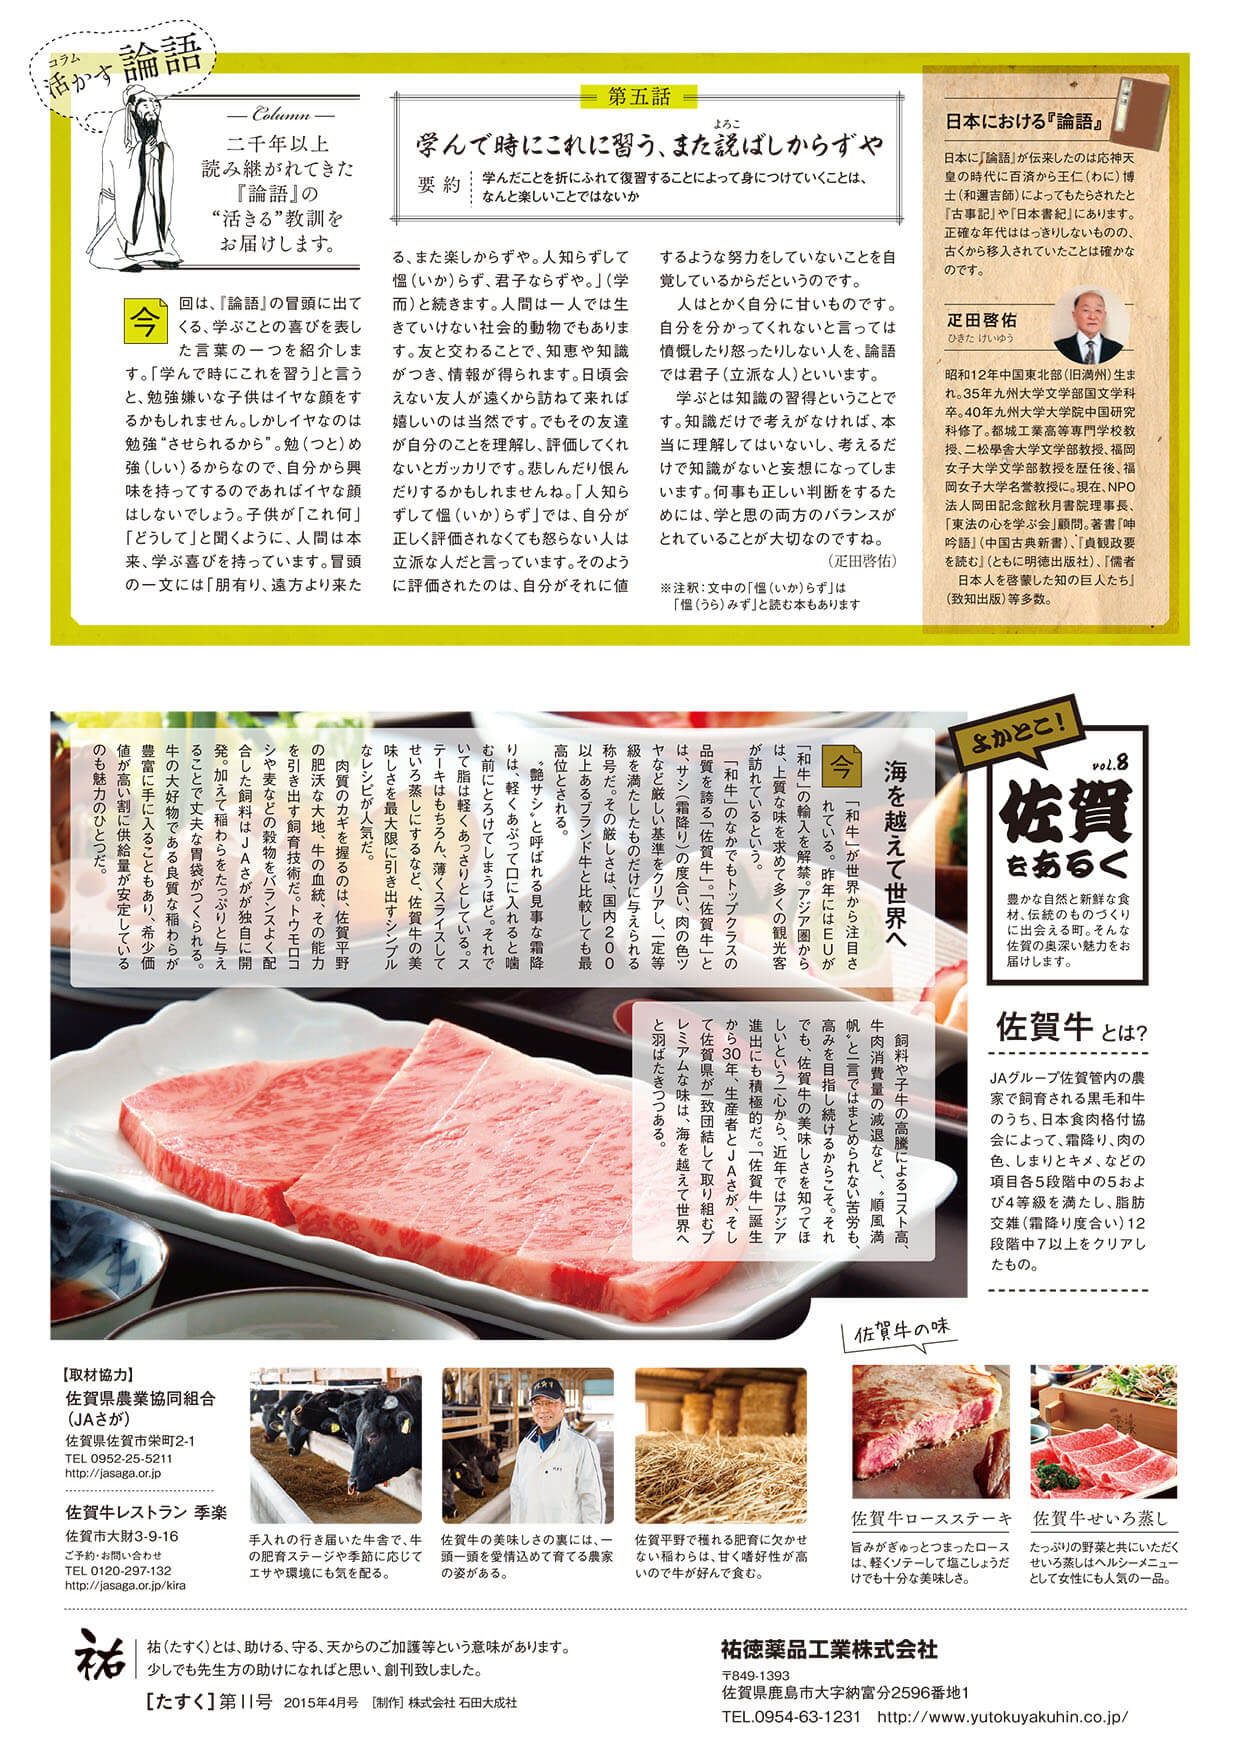 コラム
活かす論語
Column
二千年以上
読み継がれてきた
『論語』の
“活きる”教訓を
お届けします。
第五話
学んで時にこれに習う、また説ばしからずや
よろこ
要約
学んだことを折にふれて復習することによって身につけていくことは、
なんと楽しいことではないか
今
回は、『論語』の冒頭に出て
くる、学ぶことの喜びを表し
た言葉の一つを紹介しま
す。「学んで時にこれを習う」と言う
と、勉強嫌いな子供はイヤな顔をす
るかもしれません。しかしイヤなのは
勉強“させられるから”。勉(つと)め
強(しい)るからなので、自分から興
味を持ってするのであればイヤな顔
はしないでしょう。子供が「これ何」
「どうして」と聞くように、人間は本
来、学ぶ喜びを持っています。冒頭
の一文には「朋有り、遠方より来た
る、また楽しからずや。人知らずして
慍(いか)らず、君子ならずや。」(学
而)と続きます。人間は一人では生
きていけない社会的動物でもありま
す。友と交わることで、知恵や知識
がつき、情報が得られます。日頃会
えない友人が遠くから訪ねて来れば
嬉しいのは当然です。でもその友達
が自分のことを理解し、評価してくれ
ないとガッカリです。悲しんだり恨ん
だりするかもしれませんね。「人知ら
ずして慍(いか)らず」では、自分が
正しく評価されなくても怒らない人は
立派な人だと言っています。そのよう
に評価されたのは、自分がそれに値
するような努力をしていないことを自
覚しているからだというのです。
人はとかく自分に甘いものです。
自分を分かってくれないと言っては
憤慨したり怒ったりしない人を、論語
では君子(立派な人)といいます。
学ぶとは知識の習得ということで
す。知識だけで考えがなければ、本
当に理解してはいないし、考えるだ
けで知識がないと妄想になってしま
います。何事も正しい判断をするた
めには、学と思の両方のバランスが
とれていることが大切なのですね。
(疋田啓佑)
※注釈：文中の「慍(いか)らず」は
「慍(うら)みず」と読む本もあります
日本における『論語』
日本に『論語』が伝来したのは応神天
皇の時代に百済から王仁(わに)博
士(和邇吉師)によってもたらされたと
『古事記』や『日本書紀』にあります。
正確な年代ははっきりしないものの、
古くから移入されていたことは確かな
のです。
疋田啓佑
ひきた けいゆう
昭和12年中国東北部(旧満州)生ま
れ。35年九州大学文学部国文学科
卒。40年九州大学大学院中国研究
科修了。都城工業高等専門学校教
授、二松學舎大学文学部教授、福岡
女子大学文学部教授を歴任後、福
岡女子大学名誉教授に。現在、NPO
法人岡田記念館秋月書院理事長、
「東法の心を学ぶ会」顧問。著書『呻
吟語』(中国古典新書)、『貞観政要
を読む』(ともに明徳出版社)、『儒者
日本人を啓蒙した知の巨人たち』
(致知出版)等多数。
よかとこ!
vol.8
佐賀
をあるく
豊かな自然と新鮮な食
材、伝統のものづくり
に出会える町。そんな
佐賀の奥深い魅力をお
届けします。
海を越えて世界へ
今
「和牛」が世界から注目さ
れている。昨年にはEUが
「和牛」の輸入を解禁。アジア圏から
は、上質な味を求めて多くの観光客
が訪れているという。
「和牛」のなかでもトップクラスの
品質を誇る「佐賀牛」。「佐賀牛」と
は、サシ(霜降り)の度合い、肉の色ツ
ヤなど厳しい基準をクリアし、一定等
級を満たしたものだけに与えられる
称号だ。その厳しさは、国内200
以上あるブランド牛と比較しても最
高位とされる。
“艶サシ”と呼ばれる見事な霜降
りは、軽くあぶって口に入れると噛
む前にとろけてしまうほど。それで
いて脂は軽くあっさりとしている。ス
テーキはもちろん、薄くスライスして
せいろ蒸しにするなど、佐賀牛の美
味しさを最大限に引き出すシンプル
なレシピが人気だ。
肉質のカギを握るのは、佐賀平野
の肥沃な大地、牛の血統、その能力
を引き出す飼育技術だ。トウモロコ
シや麦などの穀物をバランスよく配
合した飼料はJAさがが独自に開
発。加えて稲わらをたっぷりと与え
ることで丈夫な胃袋がつくられる。
牛の大好物である良質な稲わらが
豊富に手に入ることもあり、希少価
値が高い割に供給量が安定している
のも魅力のひとつだ。
飼料や子牛の高騰によるコスト高、
牛肉消費量の減退など、“順風満
帆”と一言ではまとめられない苦労も、
高みを目指し続けるからこそ。それ
でも、佐賀牛の美味しさを知ってほ
しいという一心から、近年ではアジア
進出にも積極的だ。「佐賀牛」誕生
から30年、生産者とJAさが、そし
て佐賀県が一致団結して取り組むプ
レミアムな味は、海を越えて世界へ
と羽ばたきつつある。
佐賀牛とは?
JAグループ佐賀管内の農
家で飼育される黒毛和牛
のうち、日本食肉格付協
会によって、霜降り、肉の
色、しまりとキメ、などの
項目各5段階中の5およ
び4等級を満たし、脂肪
交雑(霜降り度合い)12
段階中7以上をクリアし
たもの。
佐賀牛の味
【取材協力】
佐賀県農業協同組合
(JAさが)
佐賀県佐賀市栄町2-1
TEL 0952-25-5211
http://jasaga.or.jp
佐賀牛レストラン 季楽
佐賀市大財3-9-16
ご予約・お問い合わせ
TEL 0120-297-132
http://jasaga.or.jp/kira
手入れの行き届いた牛舎で、牛
の肥育ステージや季節に応じて
エサや環境にも気を配る。
佐賀牛の美味しさの裏には、一
頭一頭を愛情込めて育てる農家
の姿がある。
佐賀平野で穫れる肥育に欠かせ
ない稲わらは、甘く嗜好性が高
いので牛が好んで食む。
佐賀牛ロースステーキ
旨みがぎゅっとつまったロース
は、軽くソテーして塩こしょうだ
けでも十分な美味しさ。
佐賀牛せいろ蒸し
たっぷりの野菜と共にいただく
せいろ蒸しはヘルシーメニュー
として女性にも人気の一品。
祐
祐(たすく)とは、助ける、守る、天からのご加護等という意味があります。
少しでも先生方の助けになればと思い、創刊致しました。
[たすく]第11号 2015年4月号 [制作] 株式会社 石田大成社
祐徳薬品工業株式会社
〒849-1393
佐賀県鹿島市大字納富分2596番地1
TEL.0954-63-1231 http://www.yutokuyakuhin.co.jp/